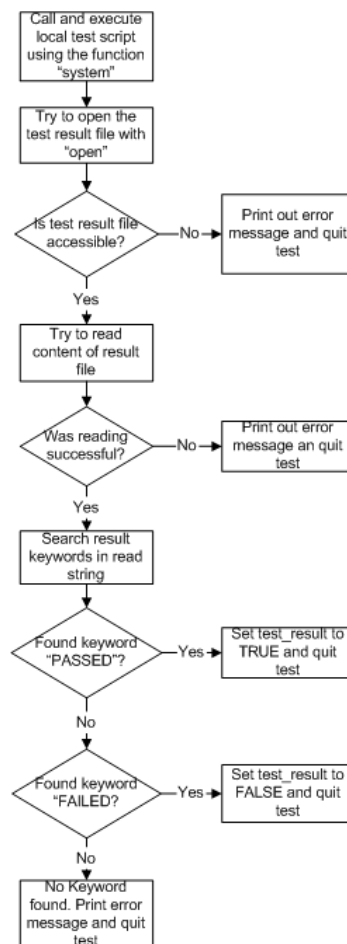 Call and execute
local test script
using the function
“system”
Try to open the
test result file with
“open”
Is test result file
accessible?
No
Print out error
message and quit
test
Yes
Try to read
content of result
file
Was reading
successful?
No
Print out error
message an quit
test
Yes
Search result
keywords in read
string
Found keyword
“PASSED”?
Yes
Set test_result to
TRUE and quit
test
No
Found keyword
“FAILED?
Yes
Set test_result to
FALSE and quit
test
No
No Keyword
found. Print error
message and quit
test